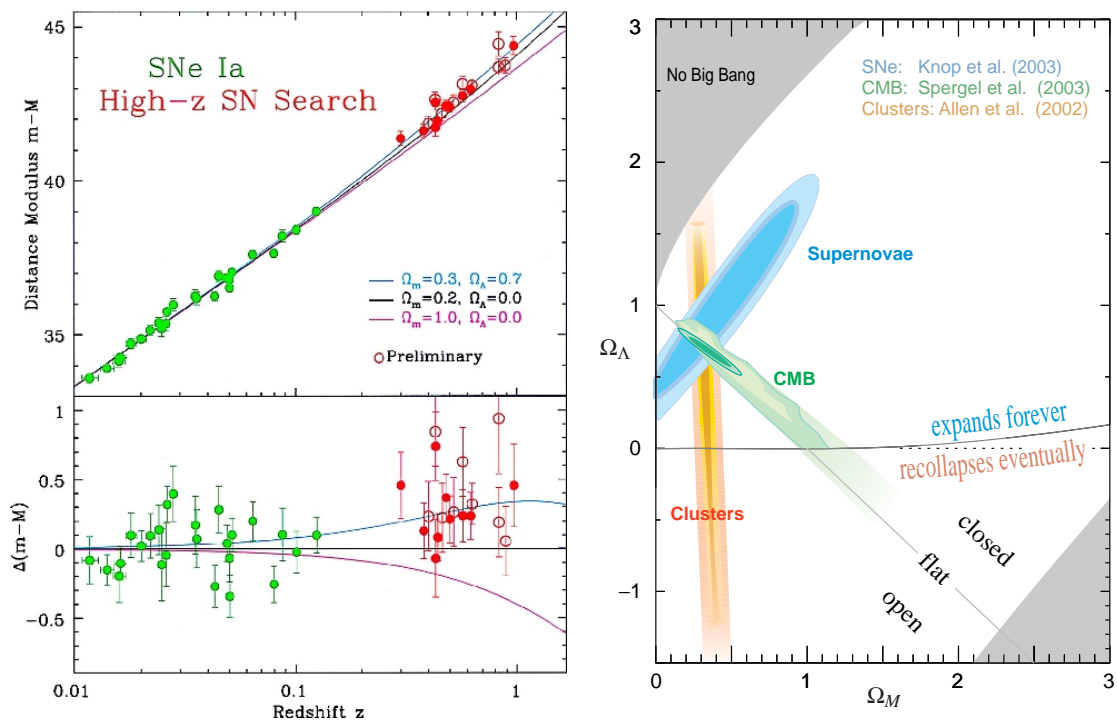 45
40
35
Distance Modulus m-M
SNe Ia
High-z SN Search
Ωm=0.3, ΩΛ=0.7
Ωm=0.2, ΩΛ=0.0
Ωm=1.0, ΩΛ=0.0
Preliminary
1
0.5
0
-0.5
Δ(m-M)
0.01
0.1
1
Redshift z
3
2
1
0
−1
ΩΛ
No Big Bang
SNe: Knop et al. (2003)
CMB: Spergel et al. (2003)
Clusters: Allen et al. (2002)
Supernovae
CMB
expands forever
recollapses eventually
Clusters
closed
flat
open
0
1
2
3
ΩM